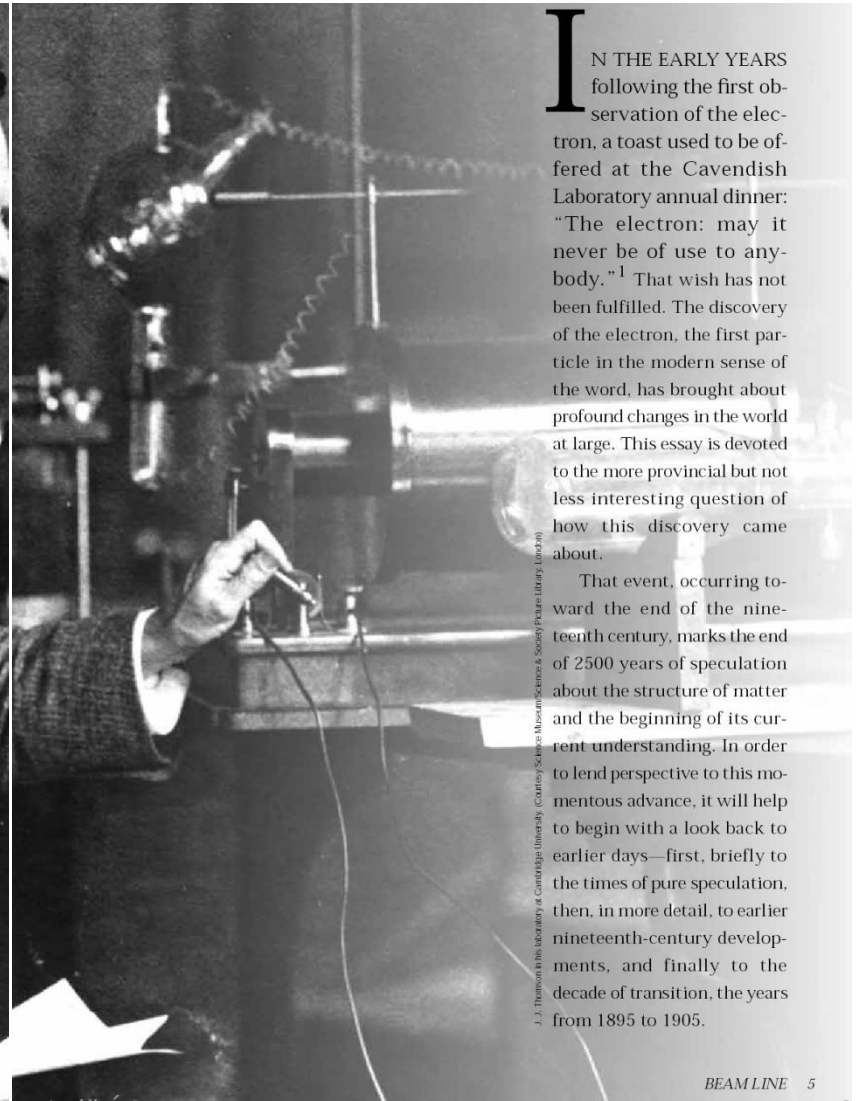 IN THE EARLY YEARS
following the first ob-
servation of the elec-
tron, a toast used to be of-
fered at the Cavendish
Laboratory annual dinner:
“The electron: may it
never be of use to any-
body.”1 That wish has not
been fulfilled. The discovery
of the electron, the first par-
ticle in the modern sense of
the word, has brought about
profound changes in the world
at large. This essay is devoted
to the more provincial but not
less interesting question of
how this discovery came
about.
That event, occurring to-
ward the end of the nine-
teenth century, marks the end
of 2500 years of speculation
about the structure of matter
and the beginning of its cur-
rent understanding. In order
to lend perspective to this mo-
mentous advance, it will help
to begin with a look back to
earlier days—first, briefly to
the times of pure speculation,
then, in more detail, to earlier
nineteenth-century develop-
ments, and finally to the
decade of transition, the years
from 1895 to 1905.
J. J. Thomson in his laboratory at Cambridge University. (Courtesy Science Museum/Science & Society Picture Library, London)
BEAM LINE 5